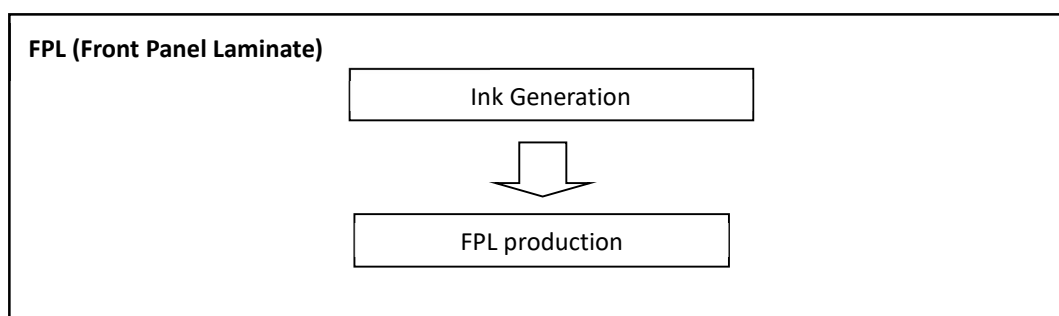 FPL (Front Panel Laminate)
Ink Generation
FPL production